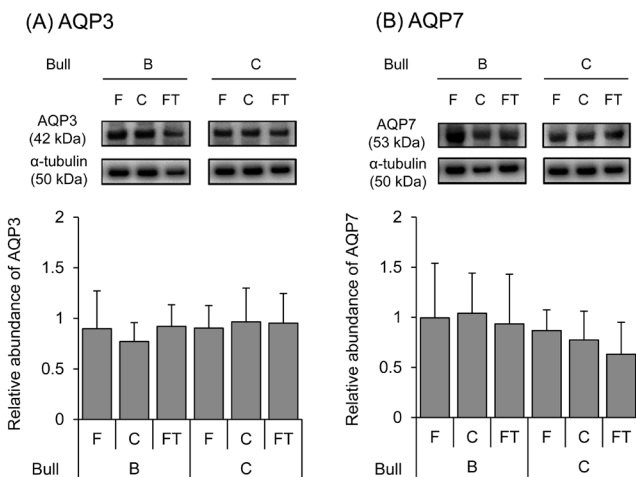 (A) AQP3
Bull B C
F C FT F C FT
AQP3
(42 kDa)
α-tubulin
(50 kDa)
Relative abundance of AQP3
2
1.5
1
0.5
0
F C FT F C FT
Bull B C
(B) AQP7
Bull B C
F C FT F C FT
AQP7
(53 kDa)
α-tubulin
(50 kDa)
Relative abundance of AQP7
2
1.5
1
0.5
0
F C FT F C FT
Bull B C